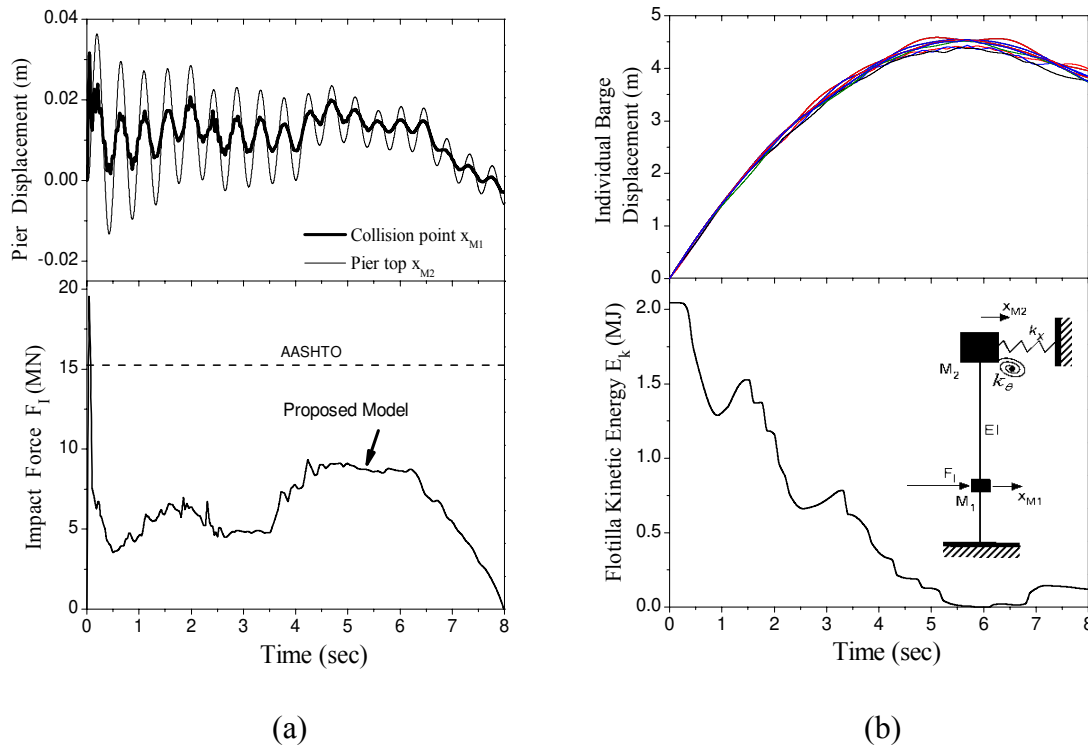 Pier Displacement (m)
0.04
0.02
0.00
-0.02
Collision point x_M1
Pier top x_M2
Impact Force F_I (MN)
20
15
10
5
0
AASHTO
Proposed Model
0 1 2 3 4 5 6 7 8
Time (sec)
(a)
Individual Barge
Displacement (m)
5
4
3
2
1
0
Flotilla Kinetic Energy E_k (MJ)
2.0
1.5
1.0
0.5
0.0
x_M2
k_x
M_2
k_θ
EI
F_I
M_1
x_M1
0 1 2 3 4 5 6 7 8
Time (sec)
(b)